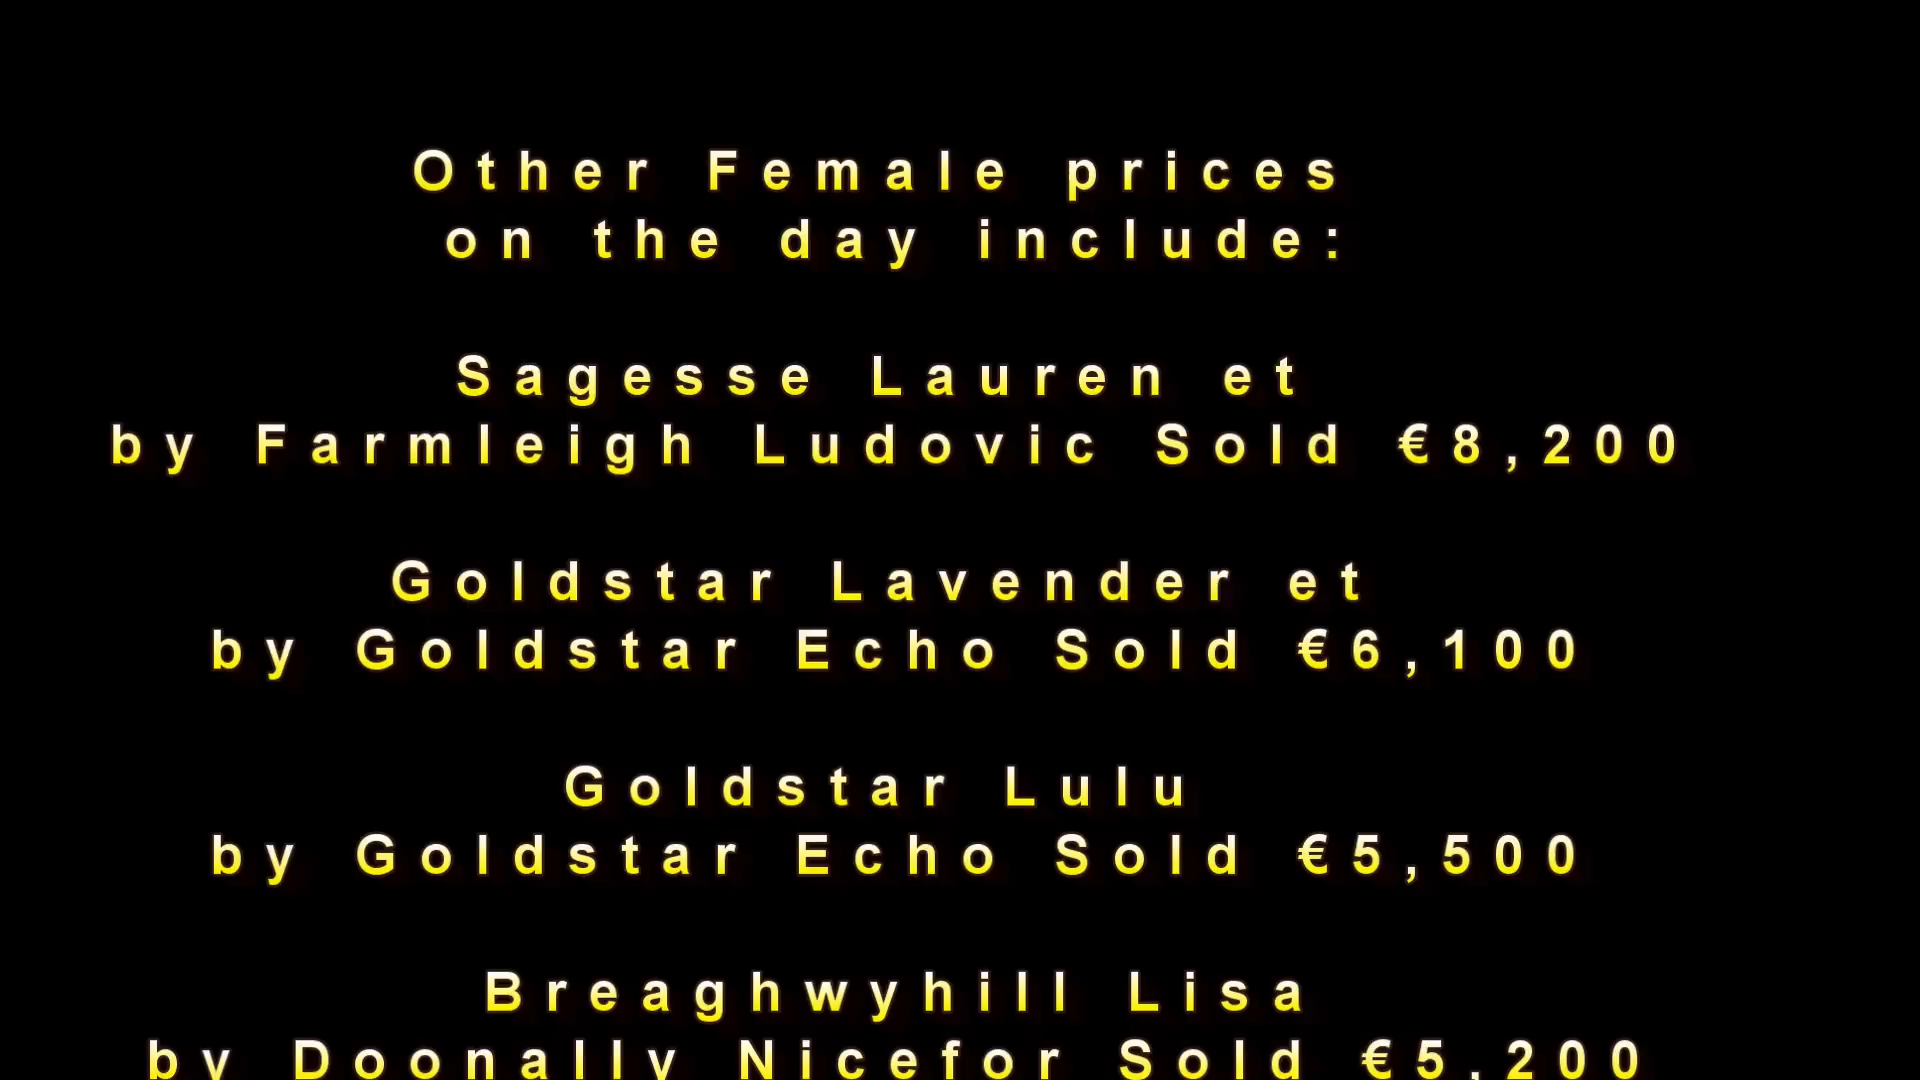 Other Female prices
on the day include:
Sagesse Lauren et
by Farmleigh Ludovic Sold €8,200
Goldstar Lavender et
by Goldstar Echo Sold €6,100
Goldstar Lulu
by Goldstar Echo Sold €5,500
Breaghwyhill Lisa
by Doonally Nicefor Sold €5,200